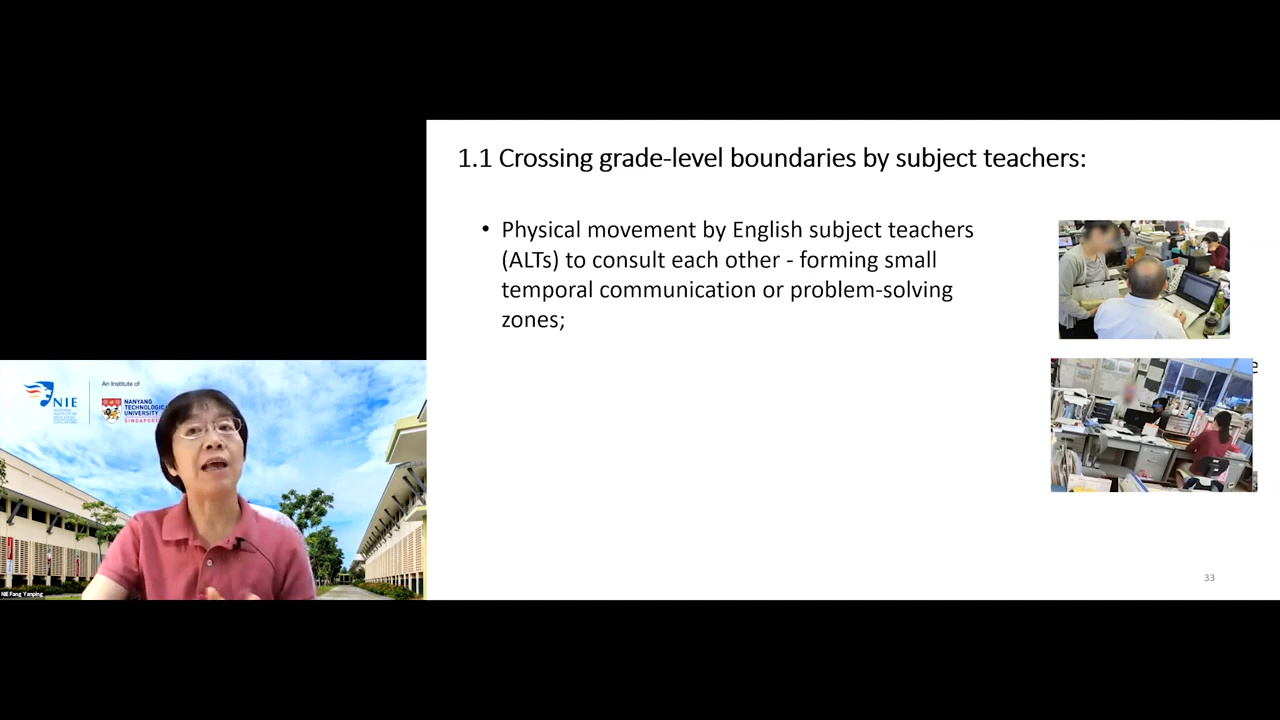 1.1 Crossing grade-level boundaries by subject teachers:
• Physical movement by English subject teachers
(ALTs) to consult each other - forming small
temporal communication or problem-solving
zones;
33
An Institute of
NIE
NANYANG
TECHNOLOGICAL
UNIVERSITY
SINGAPORE
NIE Fang Yanping